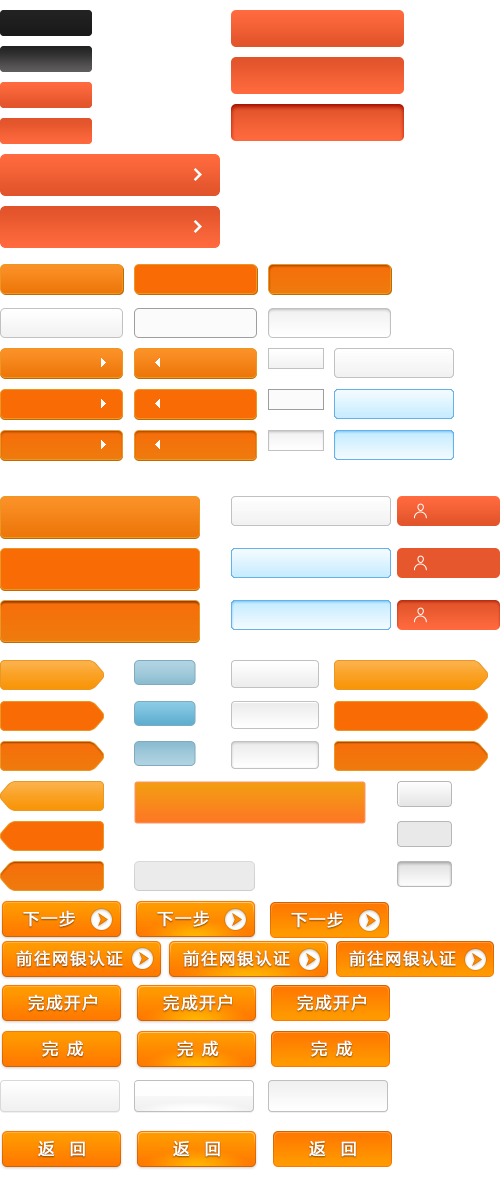 下一步 下一步 下一步
前往网银认证 前往网银认证 前往网银认证
完成开户 完成开户 完成开户
完 成 完 成 完 成
返 回 返 回 返 回